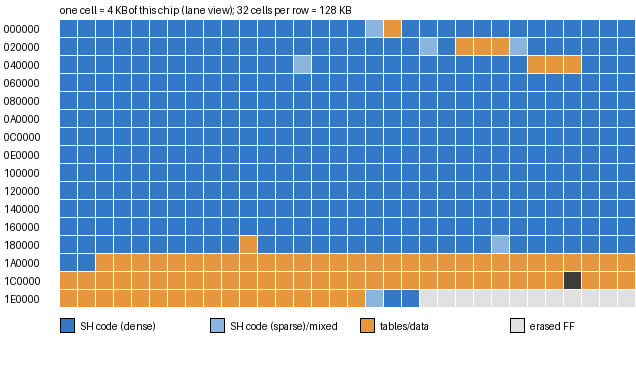 one cell = 4 KB of this chip (lane view); 32 cells per row = 128 KB
000000
020000
040000
060000
080000
0A0000
0C0000
0E0000
100000
120000
140000
160000
180000
1A0000
1C0000
1E0000
SH code (dense)
SH code (sparse)/mixed
tables/data
erased FF